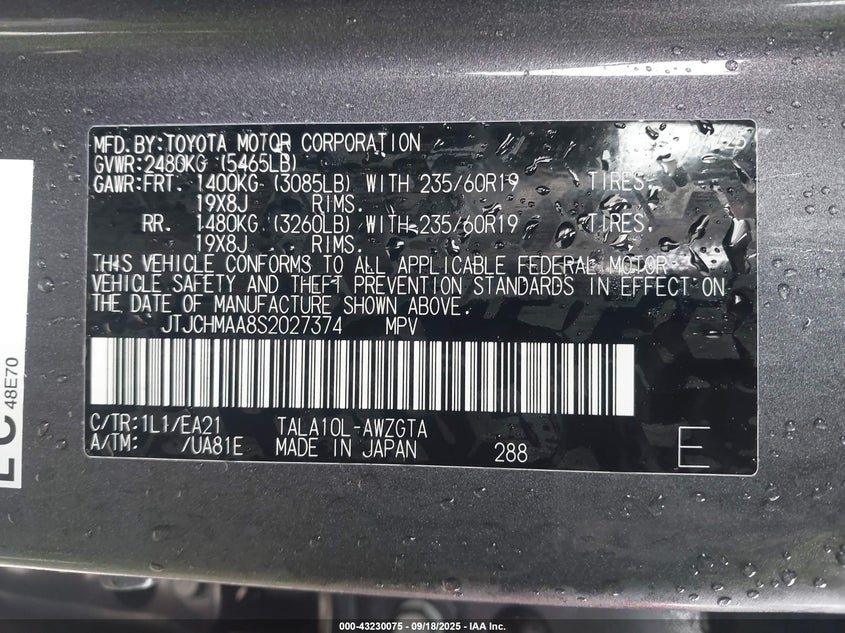 MFD. BY: TOYOTA MOTOR CORPORATION
GVWR: 2480KG (5465LB)
GAWR: FRT. 1400KG (3085LB) WITH 235/60R19 TIRES,
19X8J RIMS.
RR. 1480KG (3260LB) WITH 235/60R19 TIRES,
19X8J RIMS.
THIS VEHICLE CONFORMS TO ALL APPLICABLE FEDERAL MOTOR
VEHICLE SAFETY AND THEFT PREVENTION STANDARDS IN EFFECT ON
THE DATE OF MANUFACTURE SHOWN ABOVE.
JTJCHMAA8S2027374 MPV
C/TR: 1L1/EA21 TALA10L-AWZGTA
A/TM: /UA81E MADE IN JAPAN 288 E
48E70
000-43230075 - 09/18/2025 - IAA Inc.